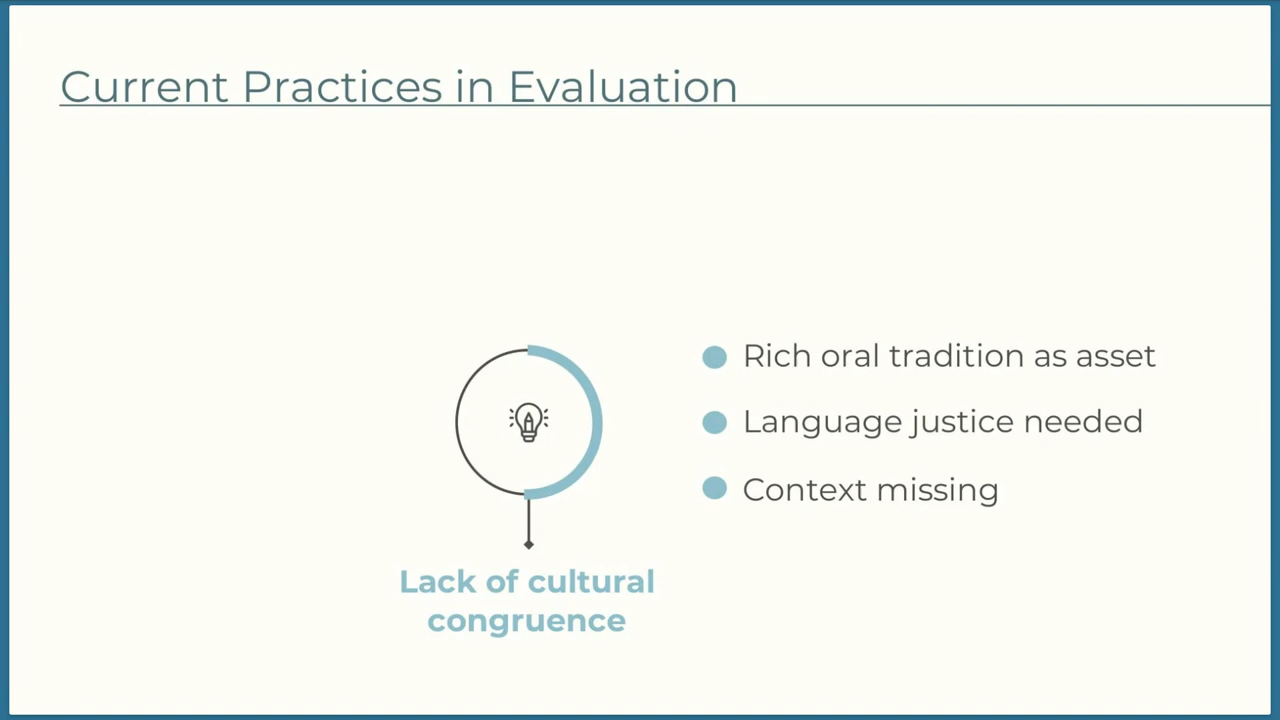 Current Practices in Evaluation
Rich oral tradition as asset
Language justice needed
Context missing
Lack of cultural
congruence